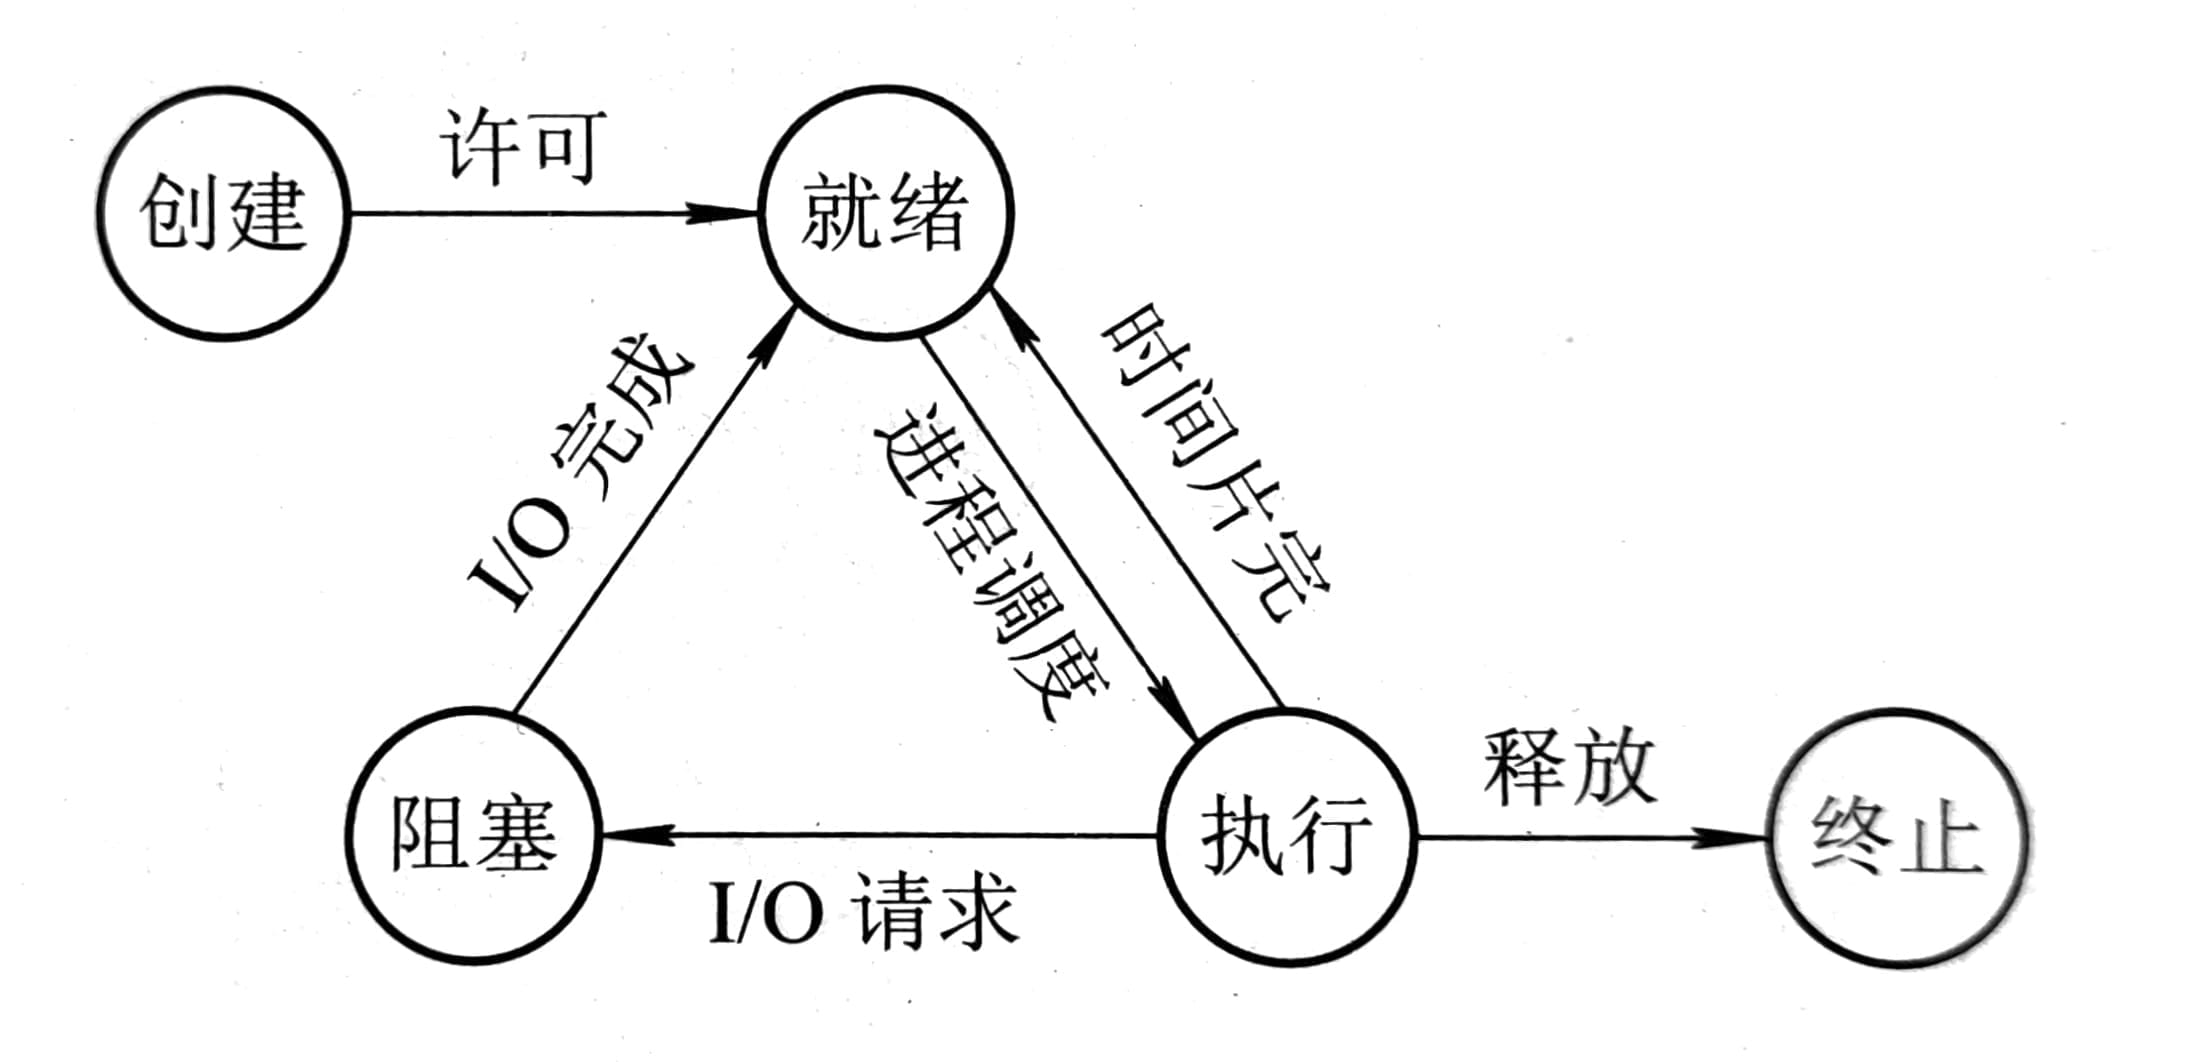 许可
创建
就绪
I/O 完成
进程调度
时间片完
阻塞
I/O 请求
执行
释放
终止